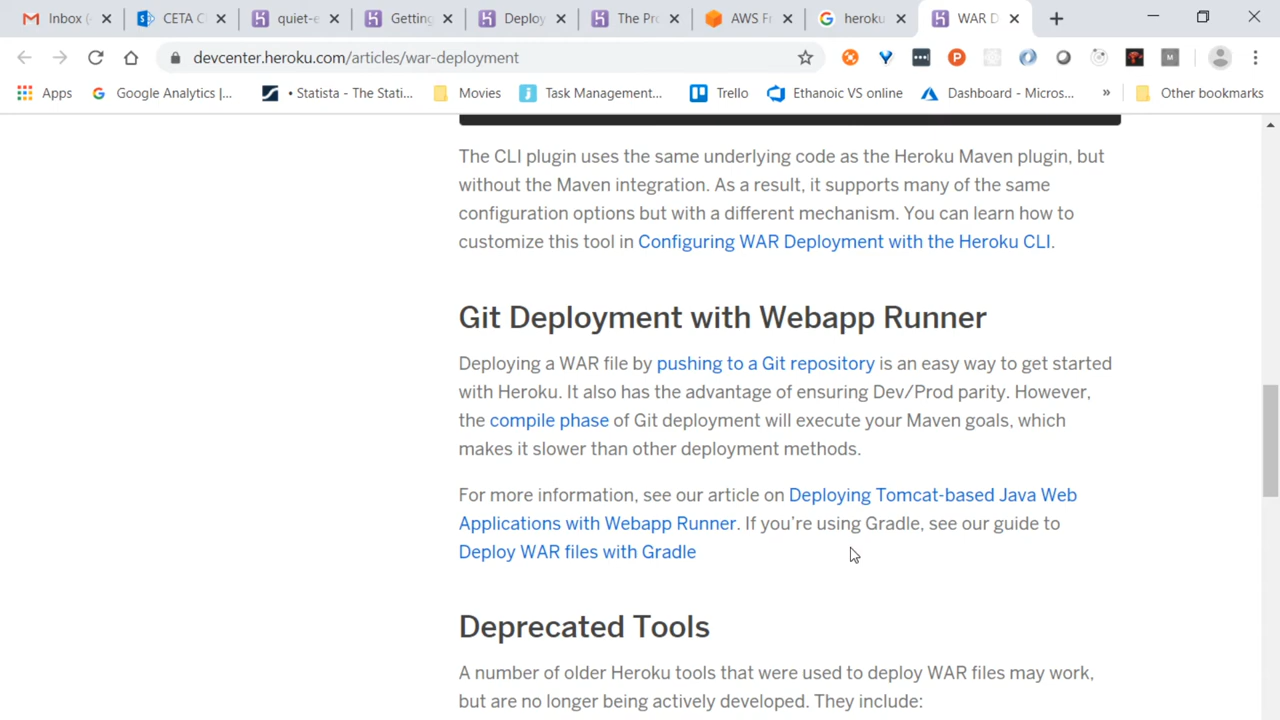 Inbox (
CETA C
quiet-e
Getting
Deploy
The Pro
AWS Fr
heroku
WAR D
devcenter.heroku.com/articles/war-deployment
Apps
Google Analytics |...
• Statista - The Stati...
Movies
Task Management...
Trello
Ethanoic VS online
Dashboard - Micros...
»
Other bookmarks
The CLI plugin uses the same underlying code as the Heroku Maven plugin, but
without the Maven integration. As a result, it supports many of the same
configuration options but with a different mechanism. You can learn how to
customize this tool in Configuring WAR Deployment with the Heroku CLI.
Git Deployment with Webapp Runner
Deploying a WAR file by pushing to a Git repository is an easy way to get started
with Heroku. It also has the advantage of ensuring Dev/Prod parity. However,
the compile phase of Git deployment will execute your Maven goals, which
makes it slower than other deployment methods.
For more information, see our article on Deploying Tomcat-based Java Web
Applications with Webapp Runner. If you're using Gradle, see our guide to
Deploy WAR files with Gradle
Deprecated Tools
A number of older Heroku tools that were used to deploy WAR files may work,
but are no longer being actively developed. They include: